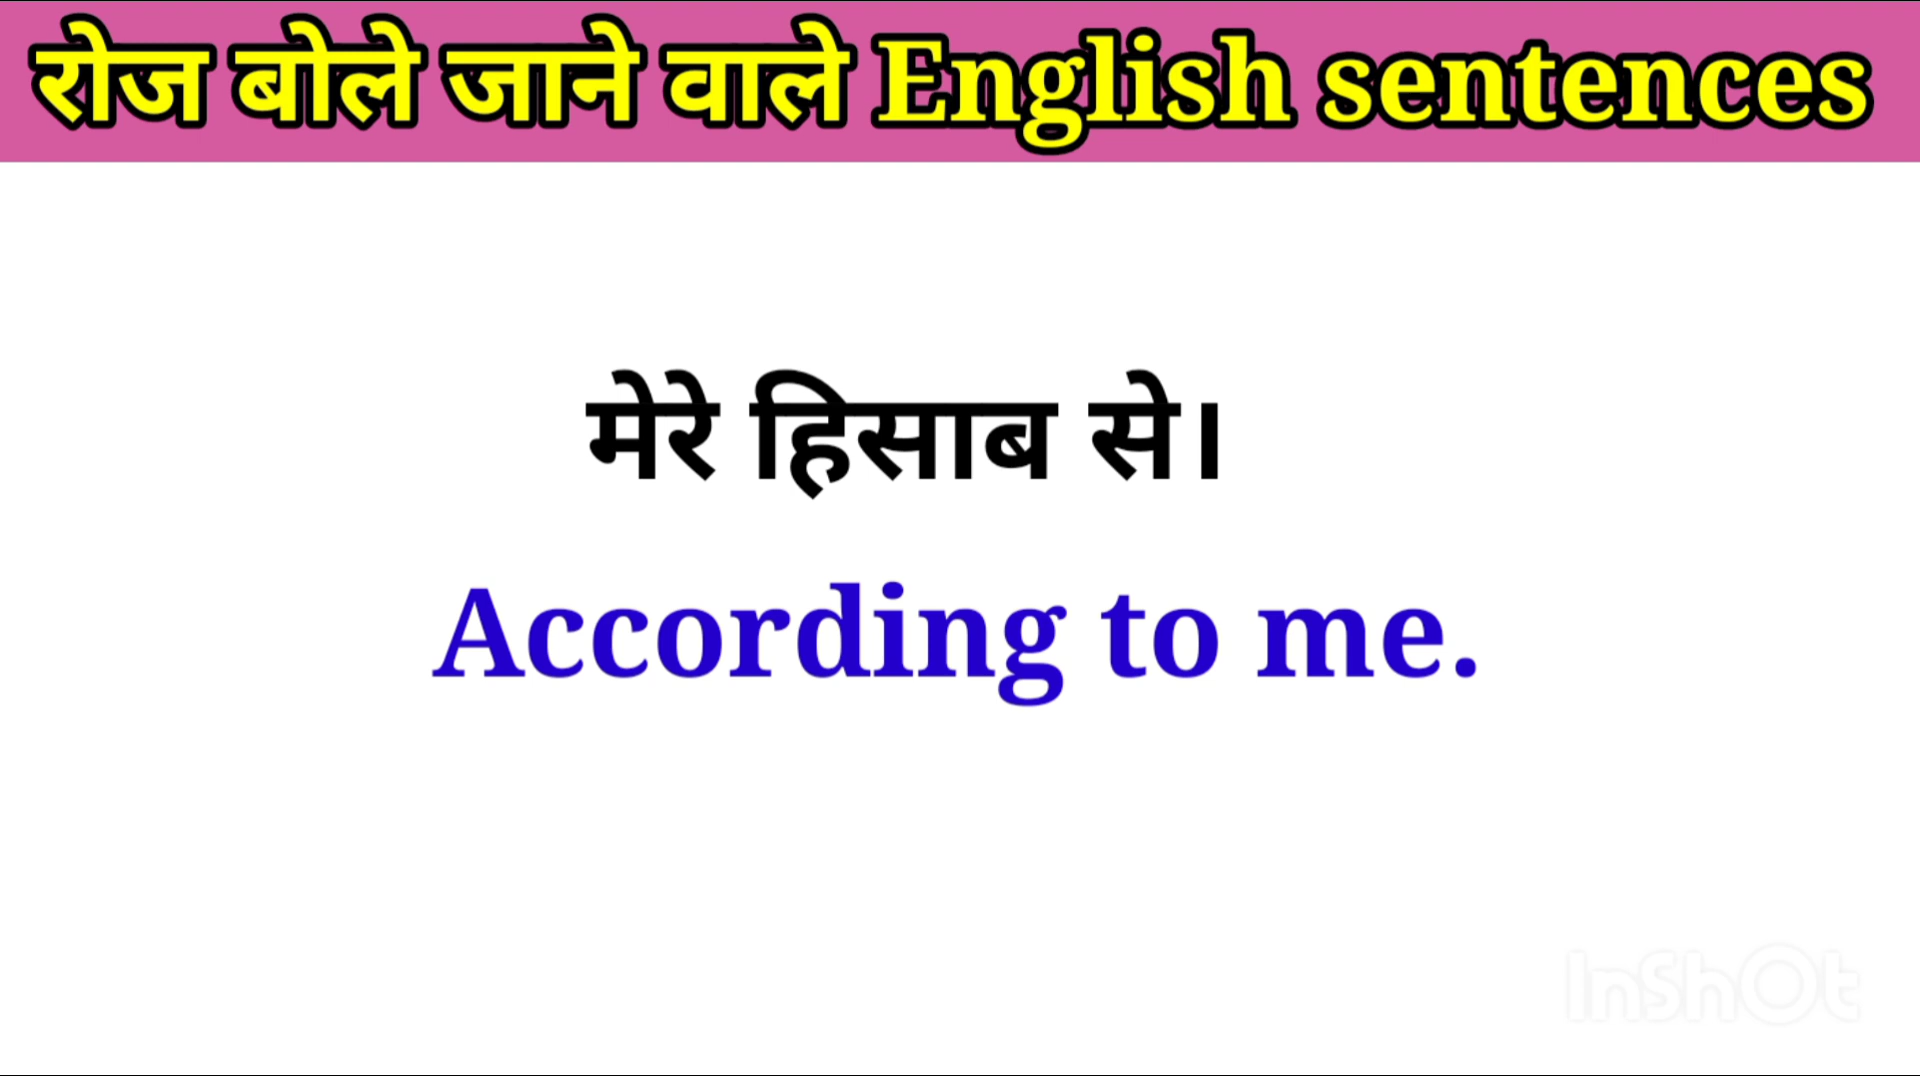 रोज बोले जाने वाले English sentences
मेरे हिसाब से।
According to me.
InShOt